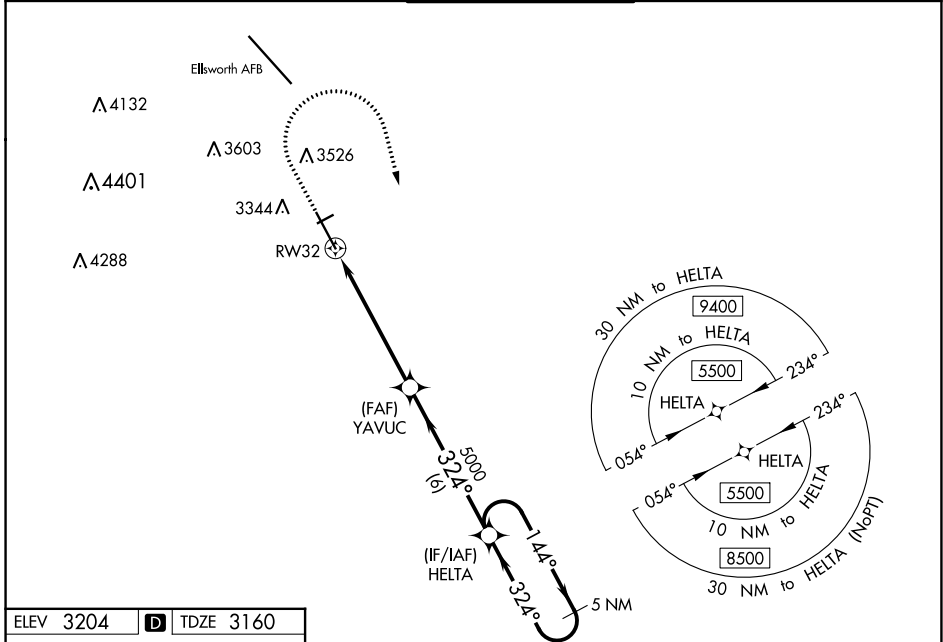 Ellsworth AFB
4132
3603
3526
4401
3344
4288
RW32
(FAF)
YAVUC
5000
324°
(6)
(IF/IAF)
HELTA
144°
324°
5 NM
30 NM to HELTA
9400
10 NM to HELTA
5500
234°
HELTA
054°
234°
HELTA
054°
5500
10 NM to HELTA
8500
30 NM to HELTA (NoPT)
ELEV 3204 D TDZE 3160